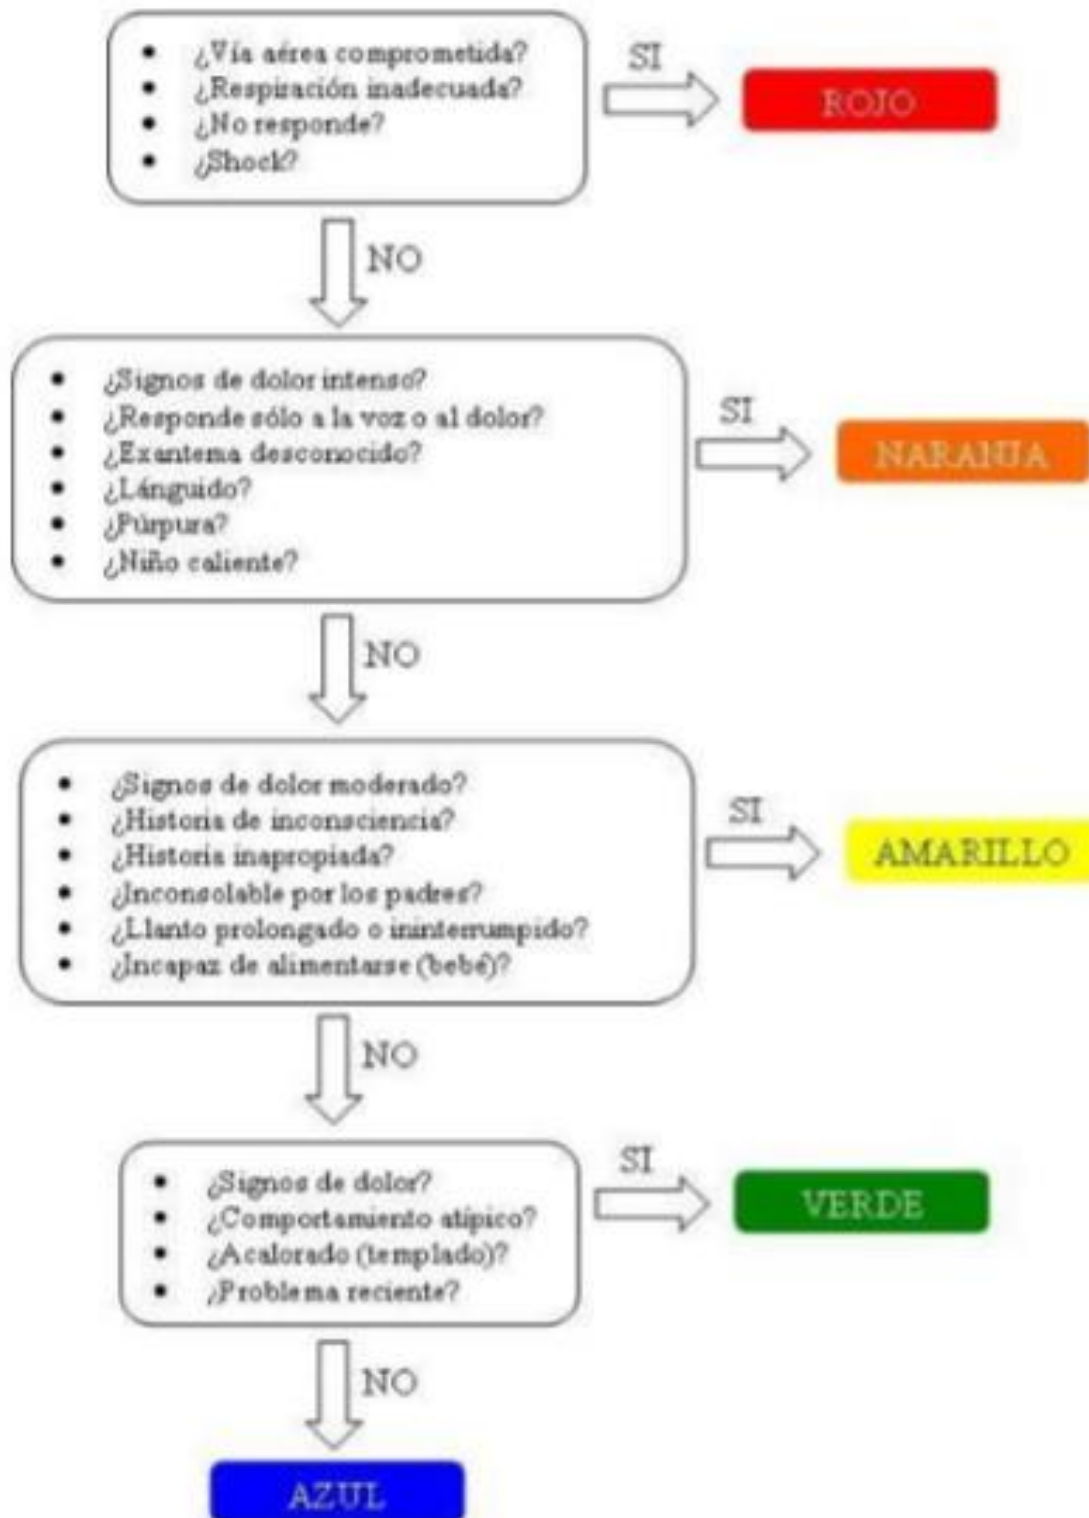 • ¿Vía aérea comprometida?
• ¿Respiración inadecuada?
• ¿No responde?
• ¿Shock?
SI
ROJO
NO
• ¿Signos de dolor intenso?
• ¿Responde sólo a la voz o al dolor?
• ¿Exantema desconocido?
• ¿Lánguido?
• ¿Púrpura?
• ¿Niño caliente?
SI
NARANJA
NO
• ¿Signos de dolor moderado?
• ¿Historia de inconsciencia?
• ¿Historia inapropiada?
• ¿Inconsolable por los padres?
• ¿Llanto prolongado o ininterrumpido?
• ¿Incapaz de alimentarse (bebé)?
SI
AMARILLO
NO
• ¿Signos de dolor?
• ¿Comportamiento atípico?
• ¿Acalorado (templado)?
• ¿Problema reciente?
SI
VERDE
NO
AZUL